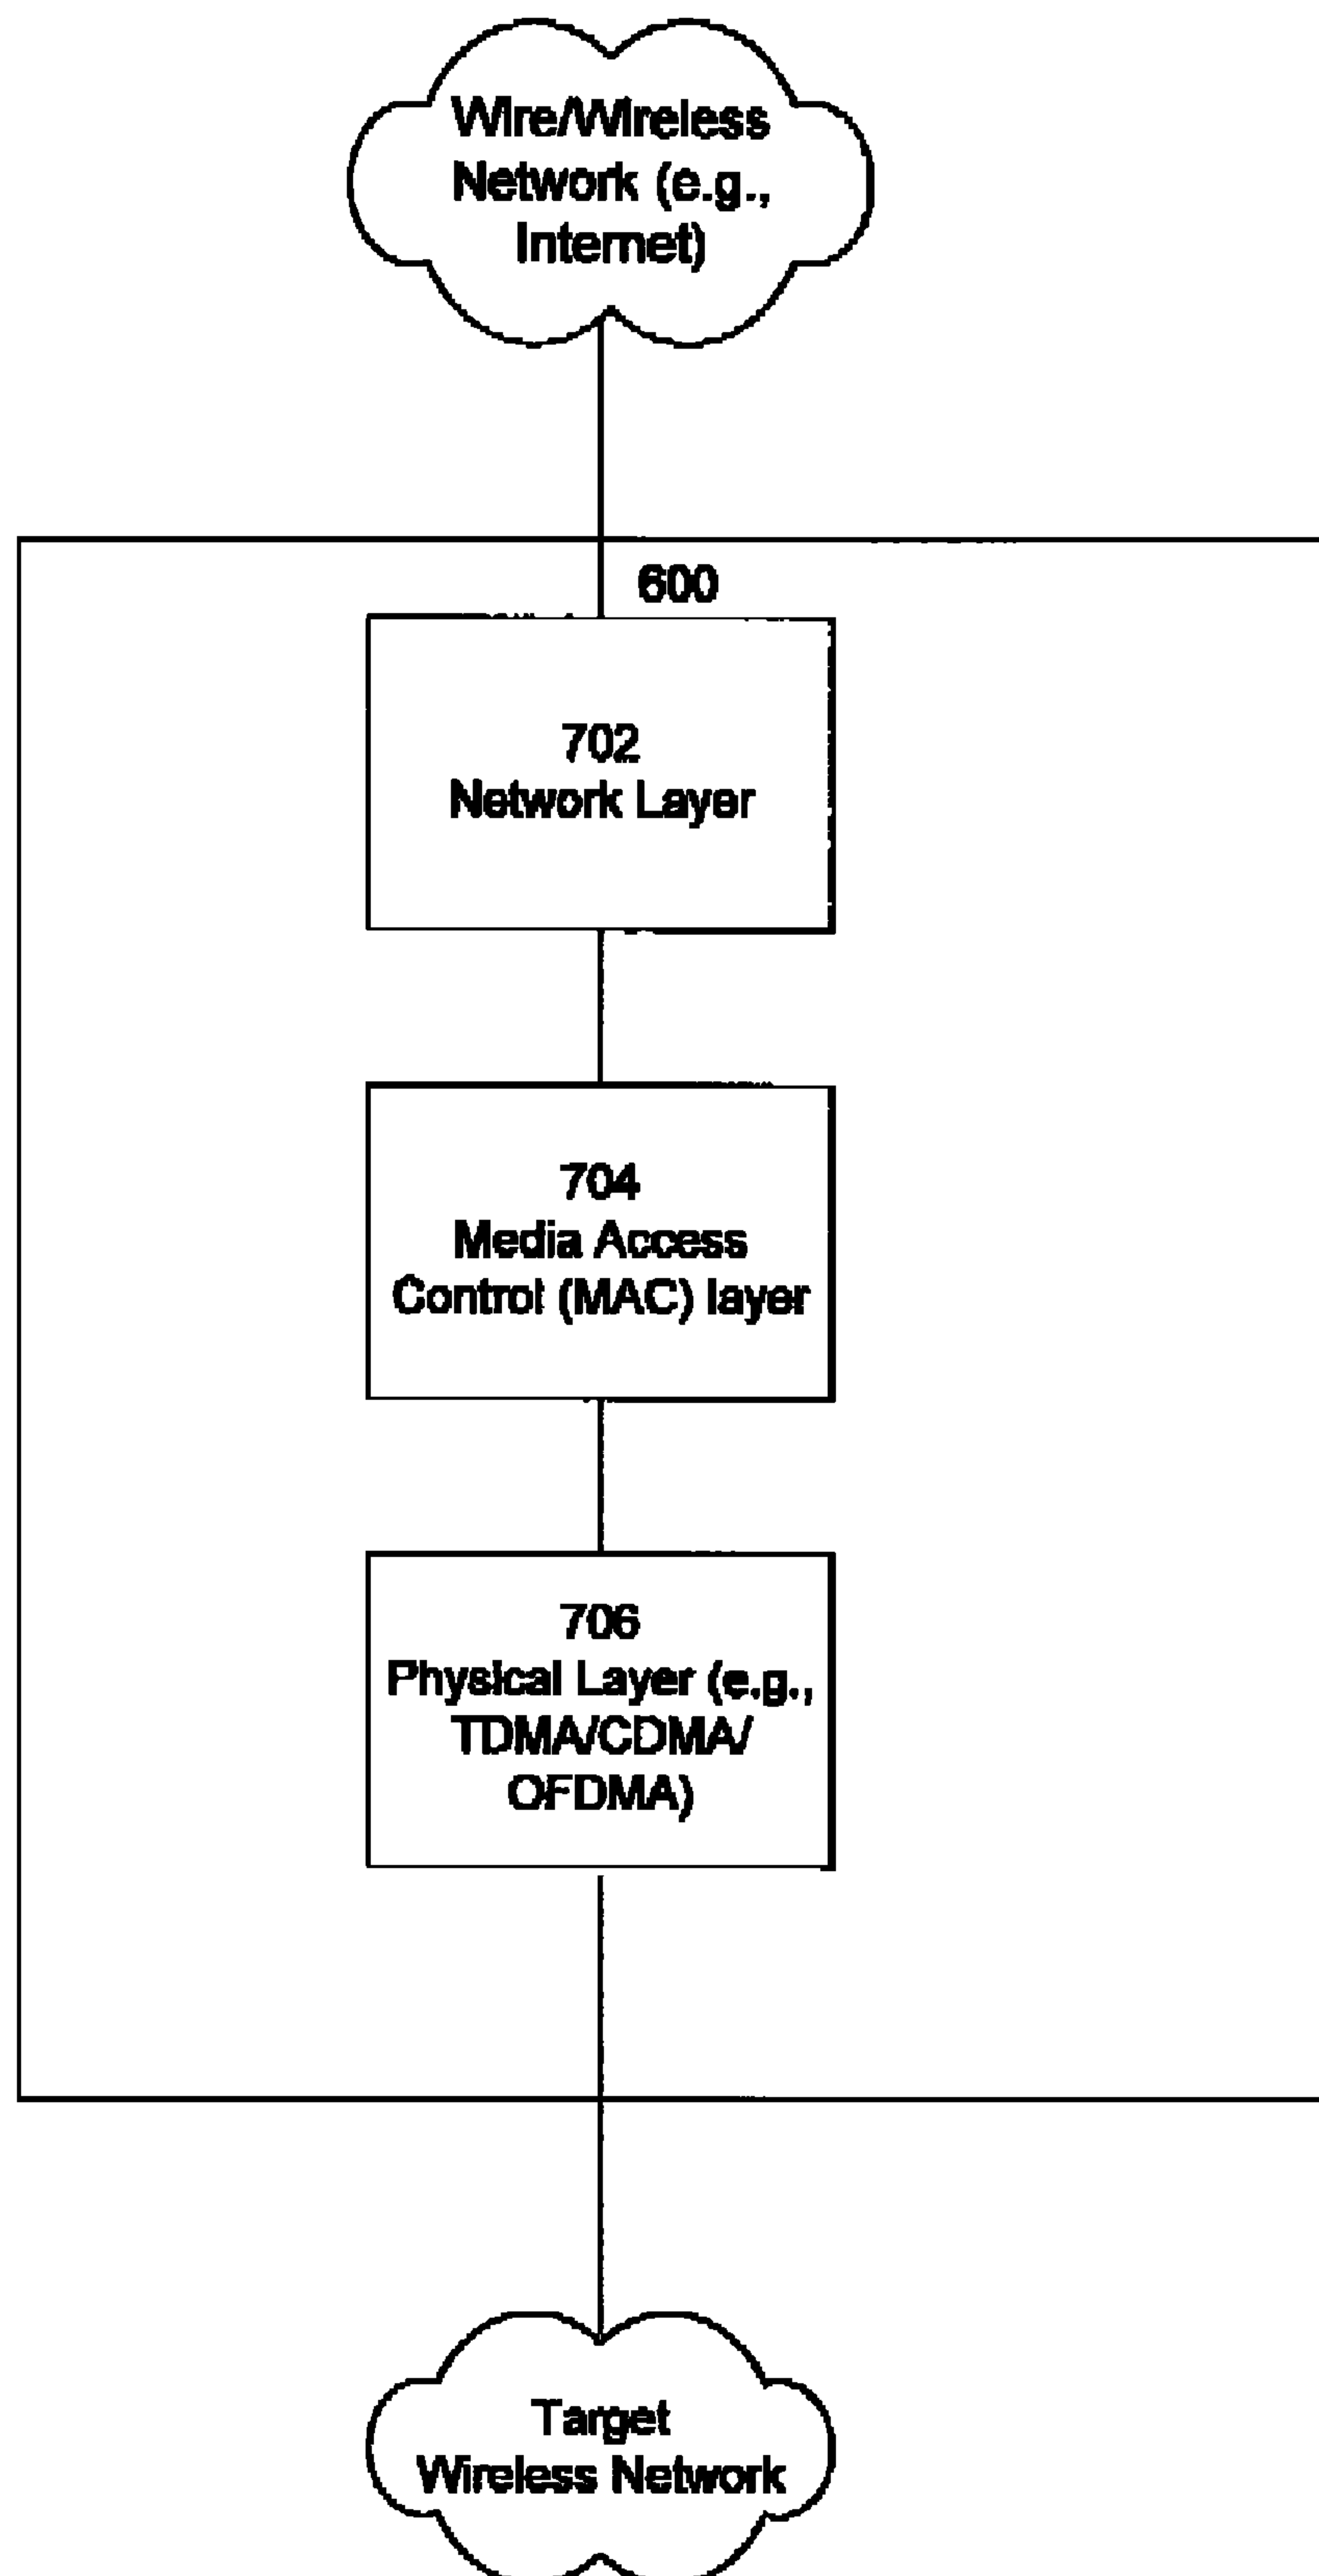 Wire/Wireless
Network (e.g.,
Internet)
600
702
Network Layer
704
Media Access
Control (MAC) layer
706
Physical Layer (e.g.,
TDMA/CDMA/
OFDMA)
Target
Wireless Network